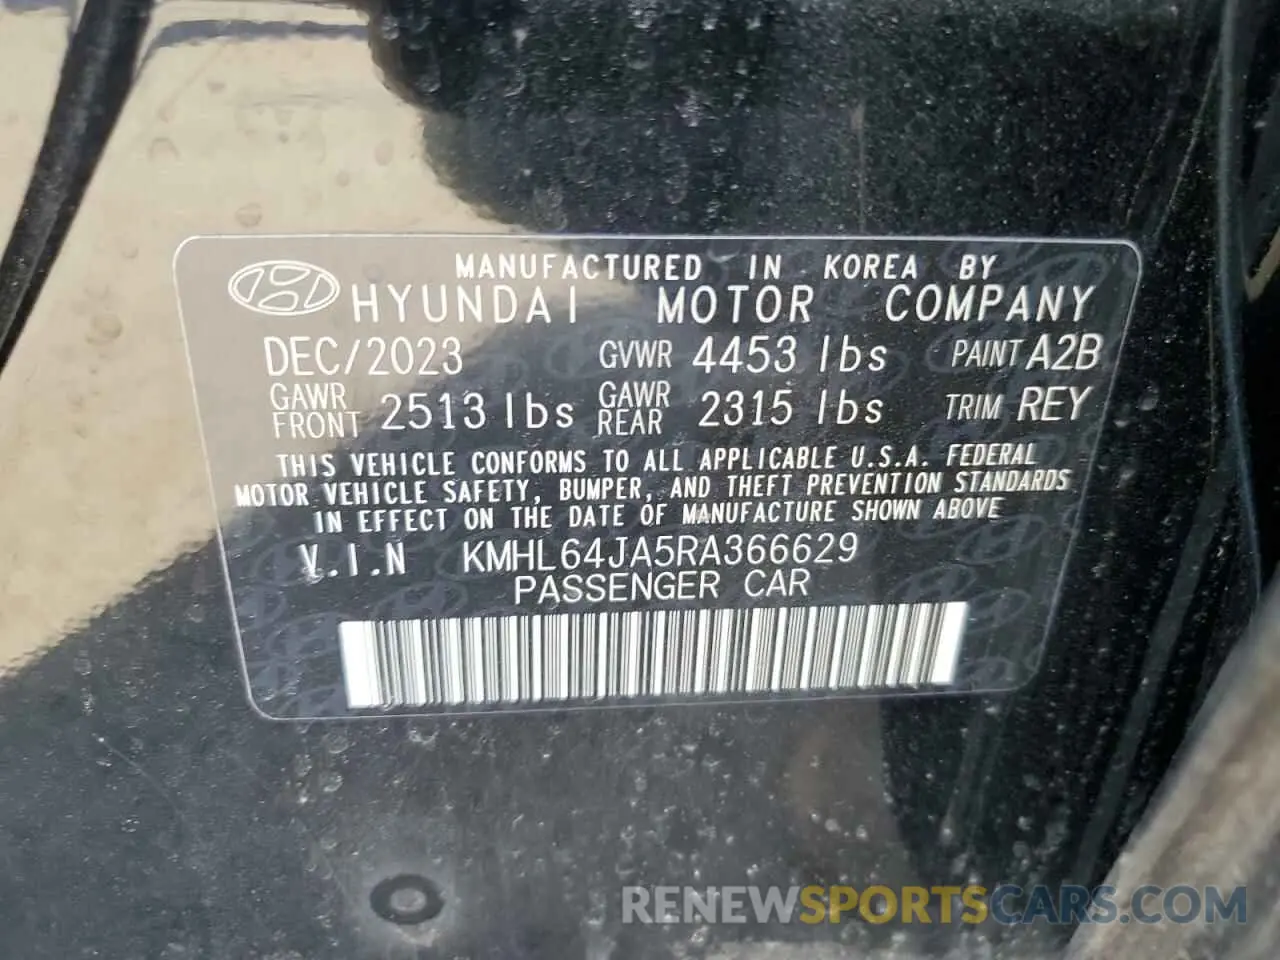 MANUFACTURED IN KOREA BY
HYUNDAI MOTOR COMPANY
DEC/2023 GVWR 4453 lbs PAINT A2B
GAWR FRONT 2513 lbs GAWR REAR 2315 lbs TRIM REY
THIS VEHICLE CONFORMS TO ALL APPLICABLE U.S.A. FEDERAL
MOTOR VEHICLE SAFETY, BUMPER, AND THEFT PREVENTION STANDARDS
IN EFFECT ON THE DATE OF MANUFACTURE SHOWN ABOVE
V.I.N KMHL64JA5RA366629
PASSENGER CAR
RENEWSPORTSCARS.COM